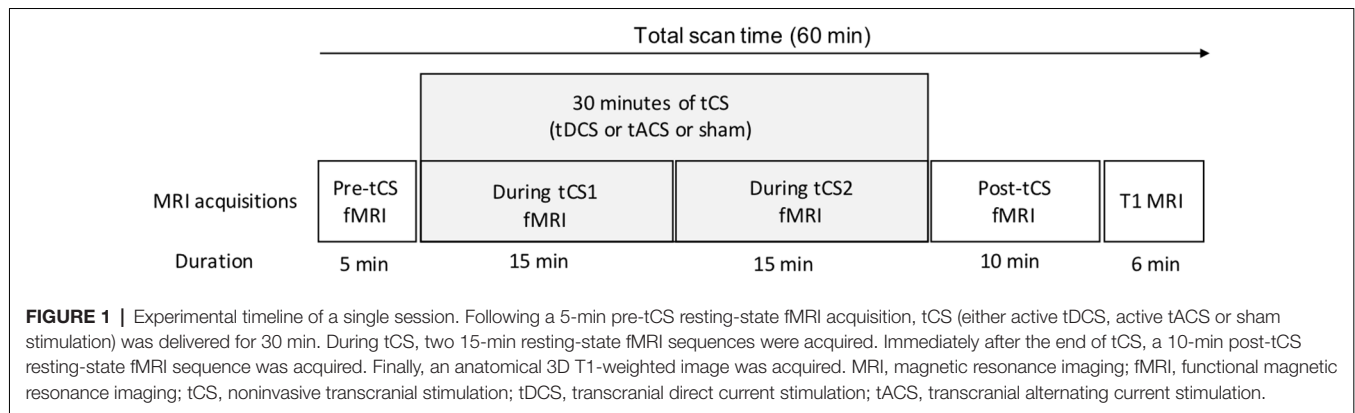 Total scan time (60 min)
30 minutes of tCS
(tDCS or tACS or sham)
MRI acquisitions
Pre-tCS
fMRI
During tCS1
fMRI
During tCS2
fMRI
Post-tCS
fMRI
T1 MRI
Duration
5 min
15 min
15 min
10 min
6 min
FIGURE 1 | Experimental timeline of a single session. Following a 5-min pre-tCS resting-state fMRI acquisition, tCS (either active tDCS, active tACS or sham
stimulation) was delivered for 30 min. During tCS, two 15-min resting-state fMRI sequences were acquired. Immediately after the end of tCS, a 10-min post-tCS
resting-state fMRI sequence was acquired. Finally, an anatomical 3D T1-weighted image was acquired. MRI, magnetic resonance imaging; fMRI, functional magnetic
resonance imaging; tCS, noninvasive transcranial stimulation; tDCS, transcranial direct current stimulation; tACS, transcranial alternating current stimulation.